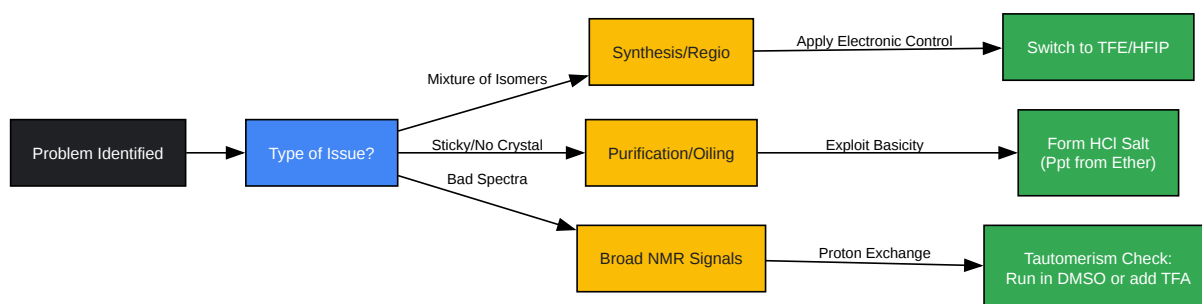 Problem Identified
Type of Issue?
Mixture of Isomers
Sticky/No Crystal
Bad Spectra
Synthesis/Regio
Purification/Oiling
Broad NMR Signals
Apply Electronic Control
Exploit Basicity
Proton Exchange
Switch to TFE/HFIP
Form HCl Salt
(Ppt from Ether)
Tautomerism Check:
Run in DMSO or add TFA